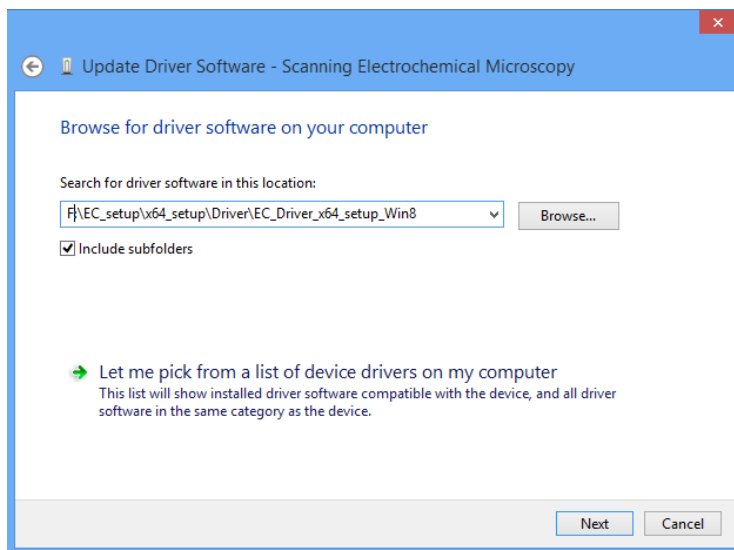 Update Driver Software - Scanning Electrochemical Microscopy
Browse for driver software on your computer
Search for driver software in this location:
F:\EC_setup\x64_setup\Driver\EC_Driver_x64_setup_Win8
Browse...
Include subfolders
Let me pick from a list of device drivers on my computer
This list will show installed driver software compatible with the device, and all driver
software in the same category as the device.
Next
Cancel